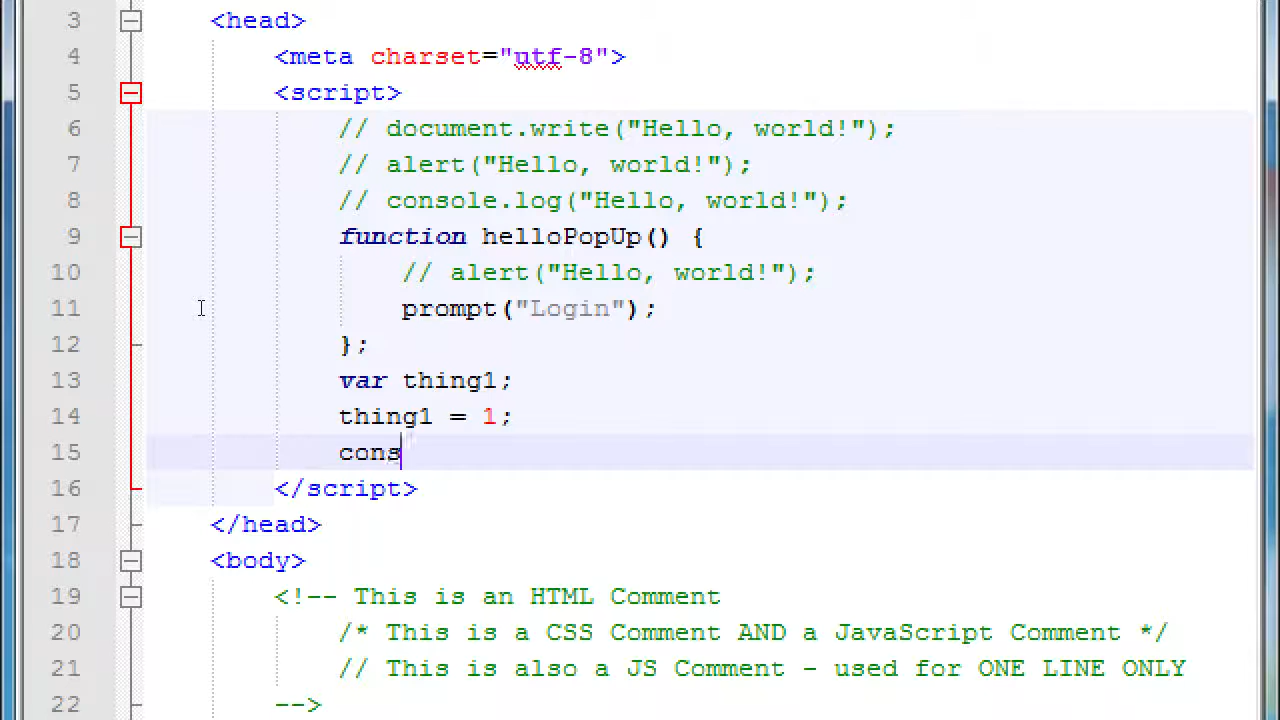 3 <head>
4 <meta charset="utf-8">
5 <script>
6 // document.write("Hello, world!");
7 // alert("Hello, world!");
8 // console.log("Hello, world!");
9 function helloPopUp() {
10 // alert("Hello, world!");
11 prompt("Login");
12 };
13 var thing1;
14 thing1 = 1;
15 cons
16 </script>
17 </head>
18 <body>
19 <!-- This is an HTML Comment
20 /* This is a CSS Comment AND a JavaScript Comment */
21 // This is also a JS Comment - used for ONE LINE ONLY
22 -->